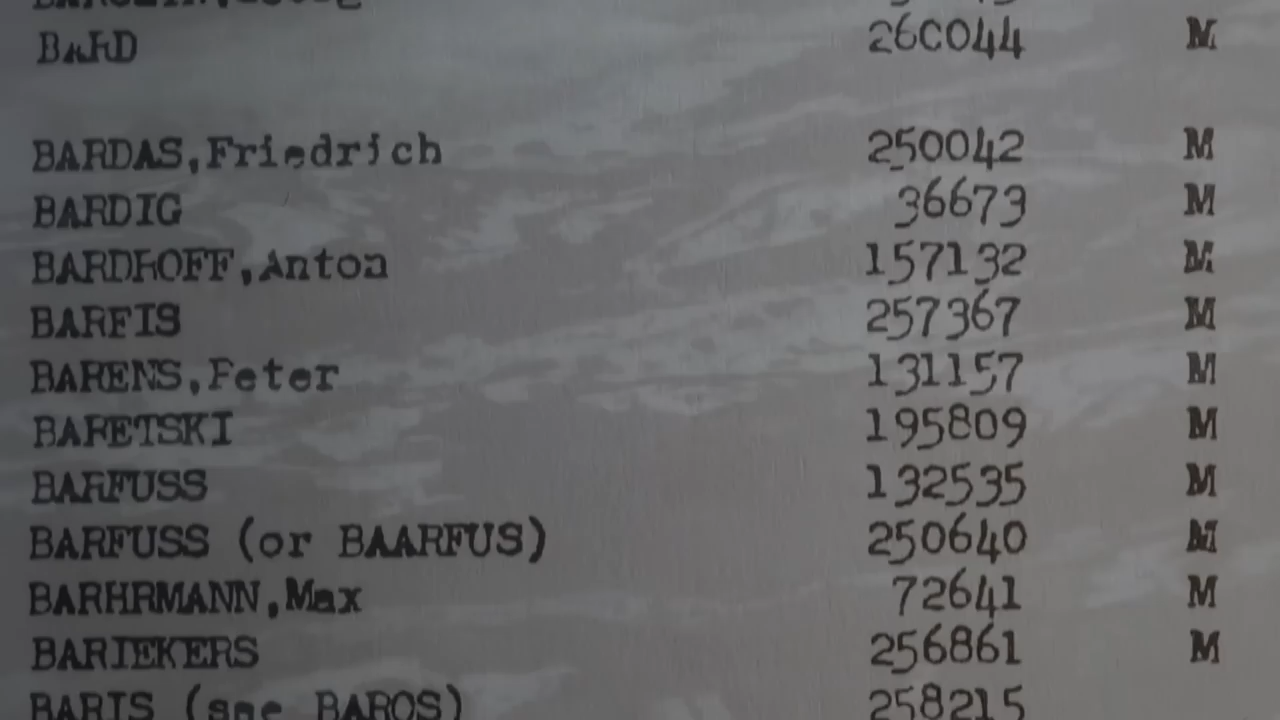 BARD 260044 M
BARDAS,Friedrich 250042 M
BARDIG 36673 M
BARDHOFF,Anton 157132 M
BARFIS 257367 M
BARENS,Peter 131157 M
BARETSKI 195809 M
BARFUSS 132535 M
BARFUSS (or BAARFUS) 250640 M
BARHRMANN,Max 72641 M
BARIEKERS 256861 M
BARIS (see BAROS) 258215